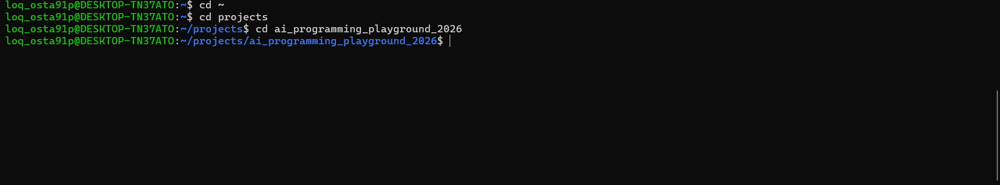 loq_osta91p@DESKTOP-TN37ATO:~$ cd ~
loq_osta91p@DESKTOP-TN37ATO:~$ cd projects
loq_osta91p@DESKTOP-TN37ATO:~/projects$ cd ai_programming_playground_2026
loq_osta91p@DESKTOP-TN37ATO:~/projects/ai_programming_playground_2026$